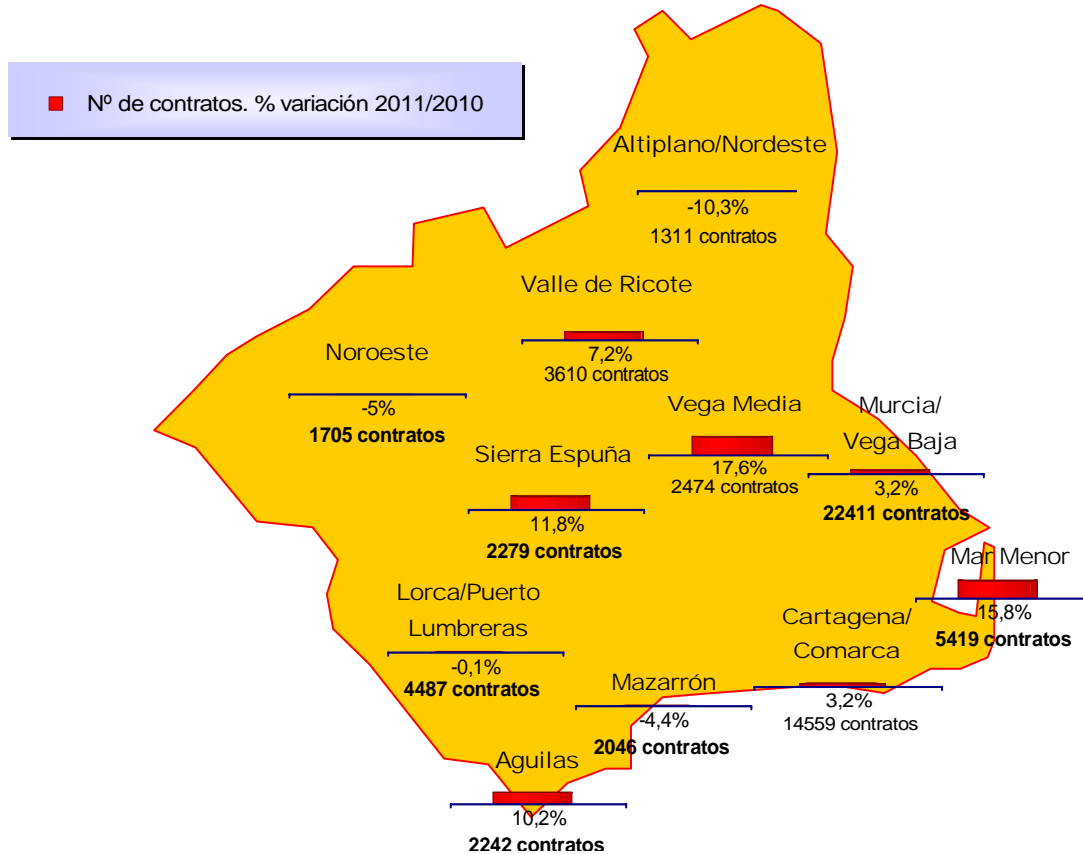 Nº de contratos. % variación 2011/2010
Altiplano/Nordeste
-10,3%
1311 contratos
Valle de Ricote
7,2%
3610 contratos
Noroeste
-5%
1705 contratos
Vega Media
17,6%
2474 contratos
Murcia/
Vega Baja
3,2%
22411 contratos
Sierra Espuña
11,8%
2279 contratos
Mar Menor
15,8%
5419 contratos
Lorca/Puerto
Lumbreras
-0,1%
4487 contratos
Cartagena/
Comarca
3,2%
14559 contratos
Mazarrón
-4,4%
2046 contratos
Aguilas
10,2%
2242 contratos